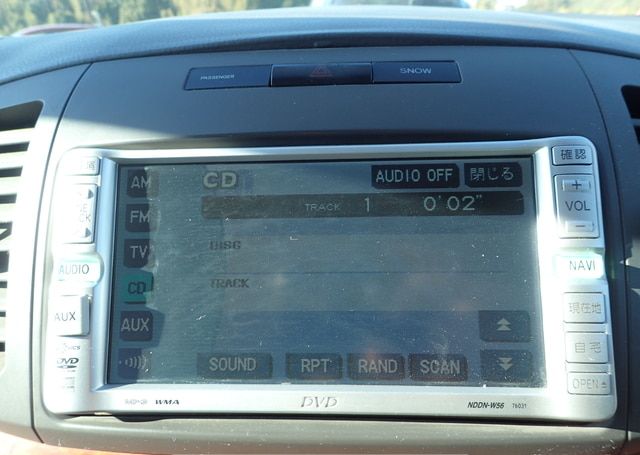 PASSENGER
SNOW
AM
CD
AUDIO OFF
閉じる
確認
FM
TRACK 1 0'02"
+
VOL
−
TV
DISC
AUDIO
NAVI
CD
TRACK
AUX
AUX
現在地
自宅
SOUND
RPT
RAND
SCAN
DVD
OPEN
WMA
DVD
NDDN-W56 76031